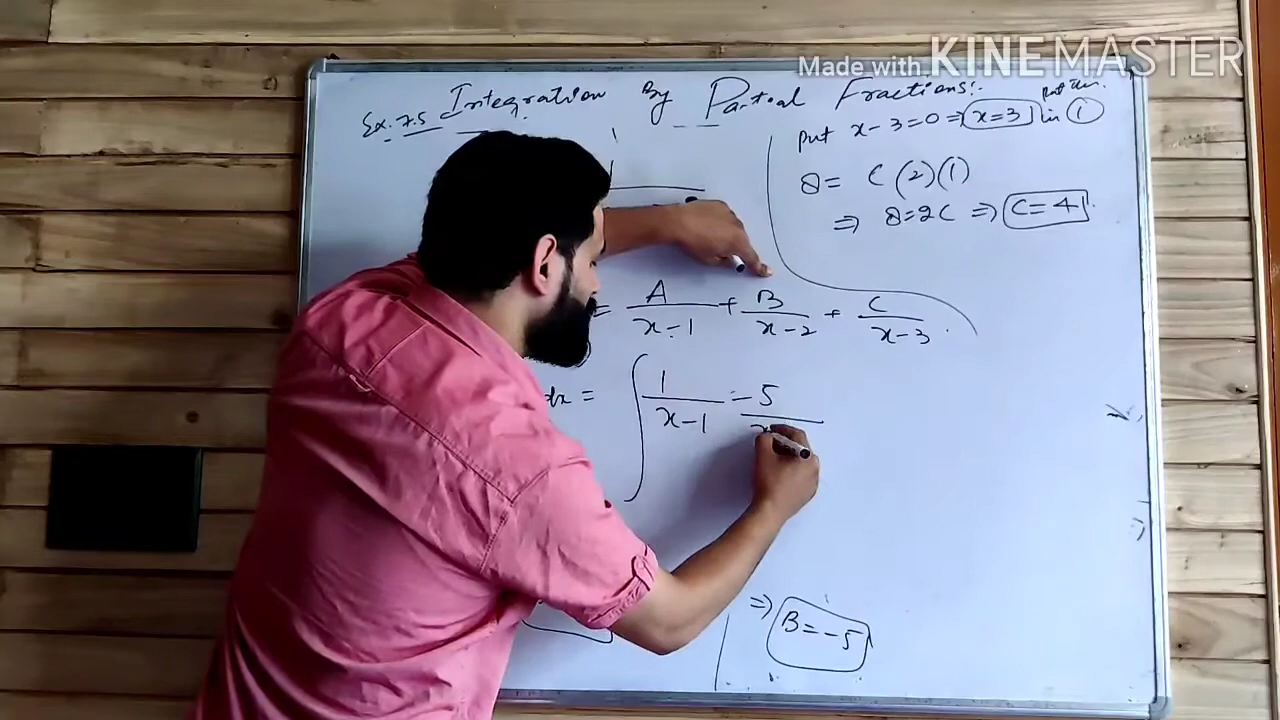 Made with KINEMASTER
Ex. 7.5 Integration By Partial Fractions:
Put x-3=0 ⇒ x=3 in ①
8= C(2)(1)
⇒ 8=2C ⇒ C=4
= A/(x-1) + B/(x-2) + C/(x-3)
dx = ∫ 1/(x-1) - 5/
⇒ B=-5